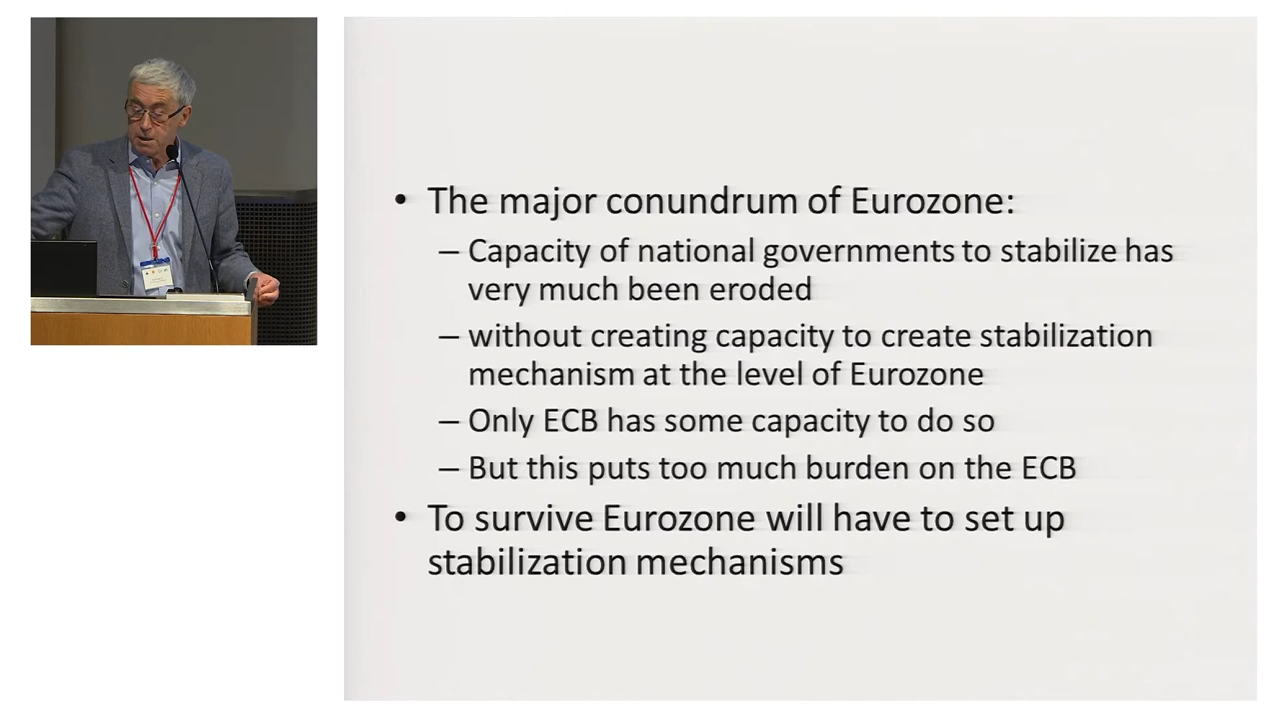 • The major conundrum of Eurozone:
– Capacity of national governments to stabilize has
very much been eroded
– without creating capacity to create stabilization
mechanism at the level of Eurozone
– Only ECB has some capacity to do so
– But this puts too much burden on the ECB
• To survive Eurozone will have to set up
stabilization mechanisms